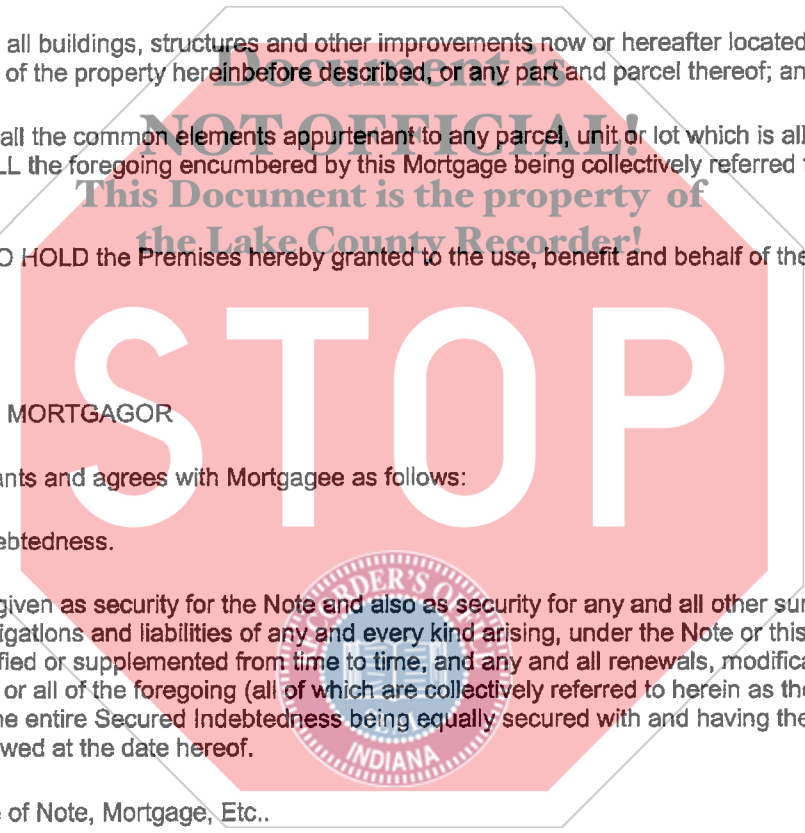 all buildings, structures and other improvements now or hereafter located
Document is
of the property hereinbefore described, or any part and parcel thereof; an
NOT OFFICIAL!
all the common elements appurtenant to any parcel, unit or lot which is all
LL the foregoing encumbered by this Mortgage being collectively referred
This Document is the property of
the Lake County Recorder!
O HOLD the Premises hereby granted to the use, benefit and behalf of the
STOP
MORTGAGOR
ants and agrees with Mortgagee as follows:
ebtedness.
given as security for the Note and also as security for any and all other sur
igations and liabilities of any and every kind arising, under the Note or this
fied or supplemented from time to time, and any and all renewals, modifica
or all of the foregoing (all of which are collectively referred to herein as the
ne entire Secured Indebtedness being equally secured with and having the
wed at the date hereof.
RECORDER'S OF
INDIANA
of Note, Mortgage, Etc..